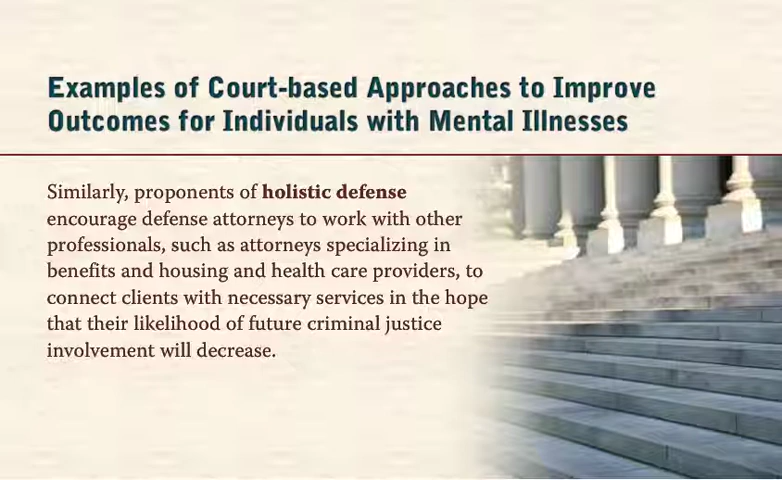 Examples of Court-based Approaches to Improve
Outcomes for Individuals with Mental Illnesses
Similarly, proponents of holistic defense
encourage defense attorneys to work with other
professionals, such as attorneys specializing in
benefits and housing and health care providers, to
connect clients with necessary services in the hope
that their likelihood of future criminal justice
involvement will decrease.